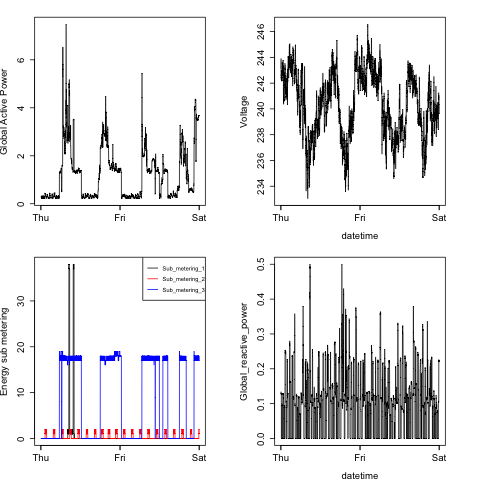 Global Active Power
0 2 4 6
Thu Fri Sat
Voltage
234 236 238 240 242 246
Thu Fri Sat
datetime
Energy sub metering
0 10 20 30
Sub_metering_1
Sub_metering_2
Sub_metering_3
Thu Fri Sat
Global_reactive_power
0.0 0.1 0.2 0.3 0.4 0.5
Thu Fri Sat
datetime